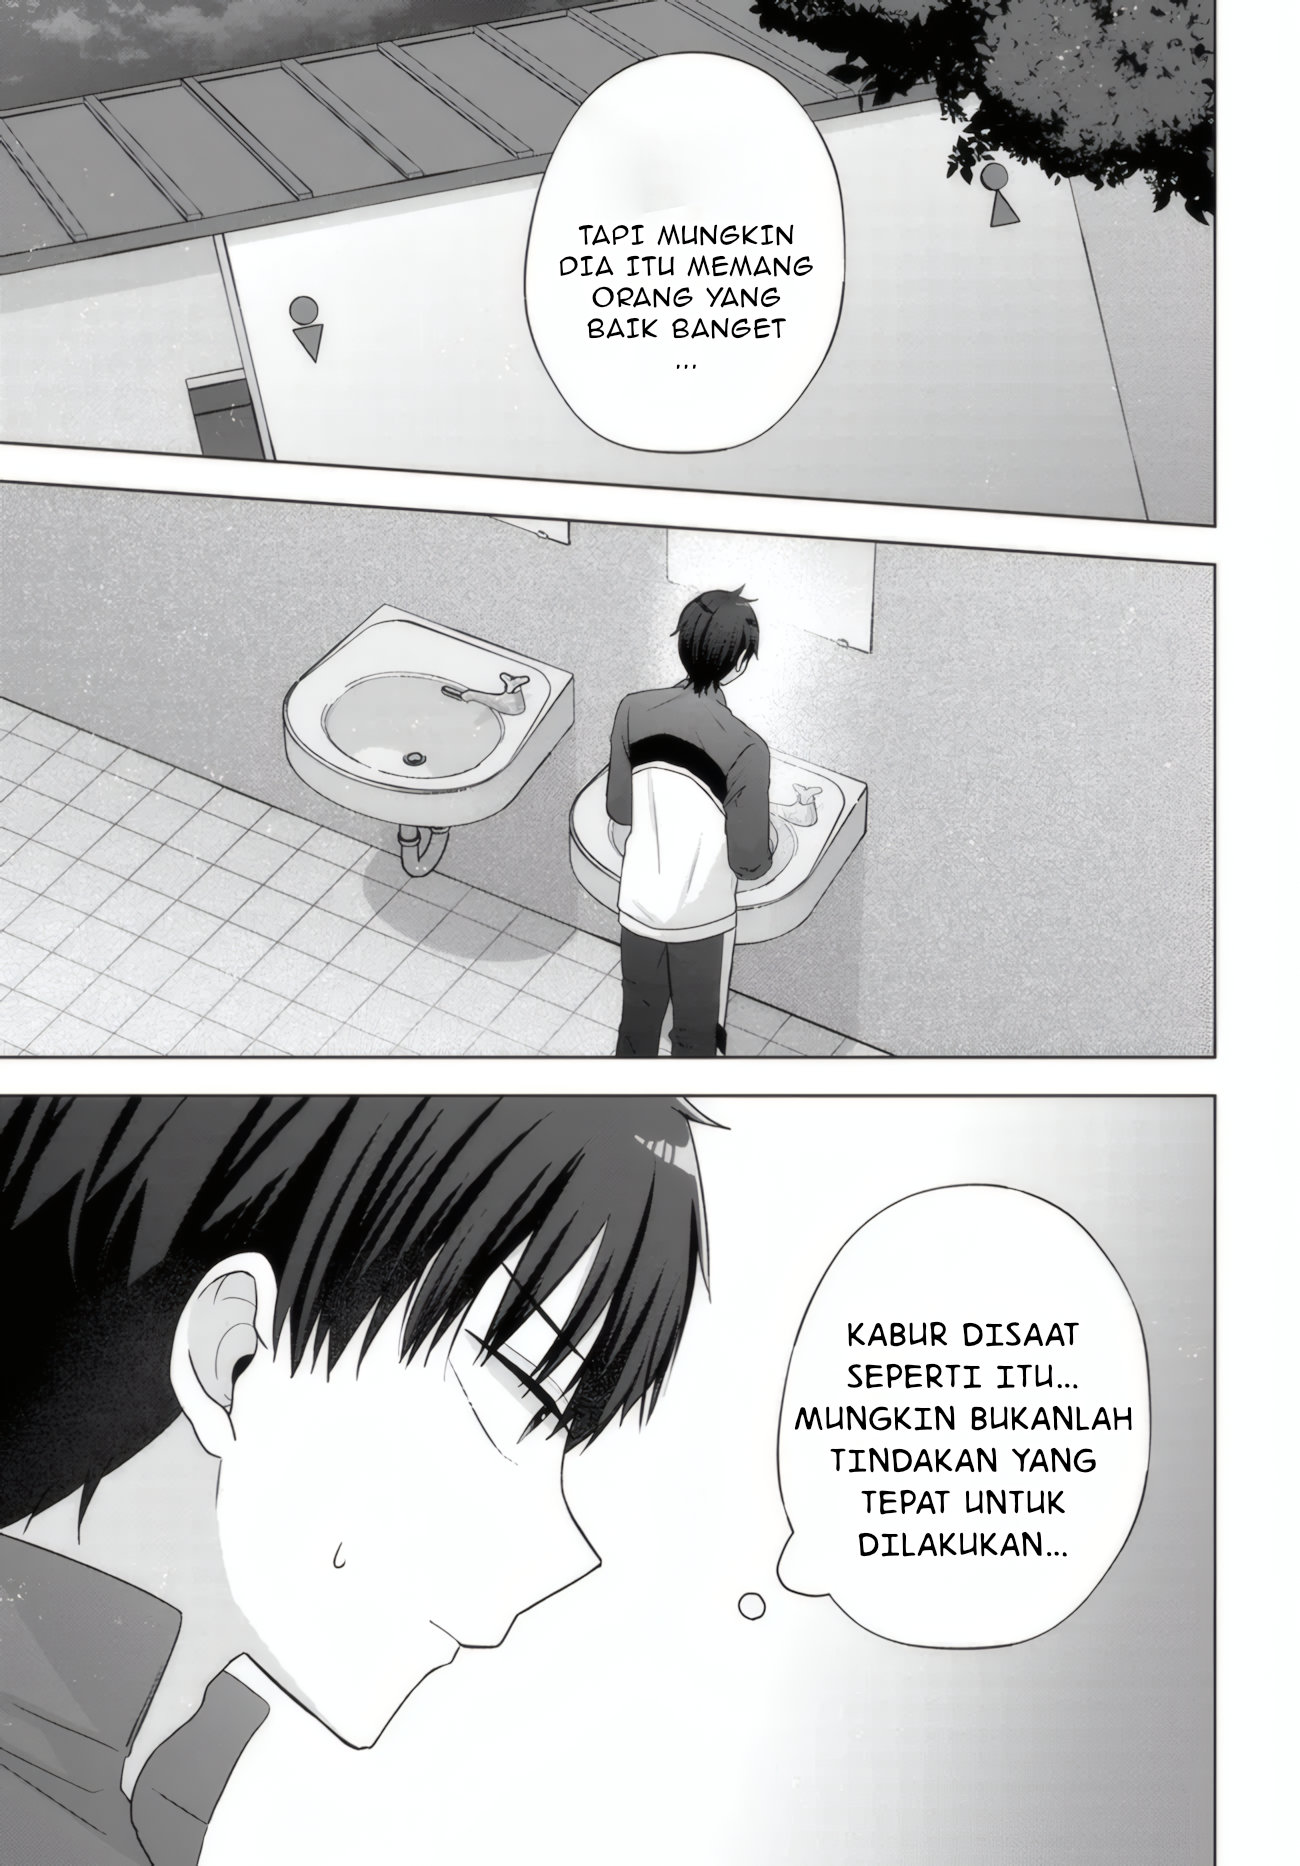 TAPI MUNGKIN
DIA ITU MEMANG
ORANG YANG
BAIK BANGET
...
KABUR DISAAT
SEPERTI ITU...
MUNGKIN BUKANLAH
TINDAKAN YANG
TEPAT UNTUK
DILAKUKAN...